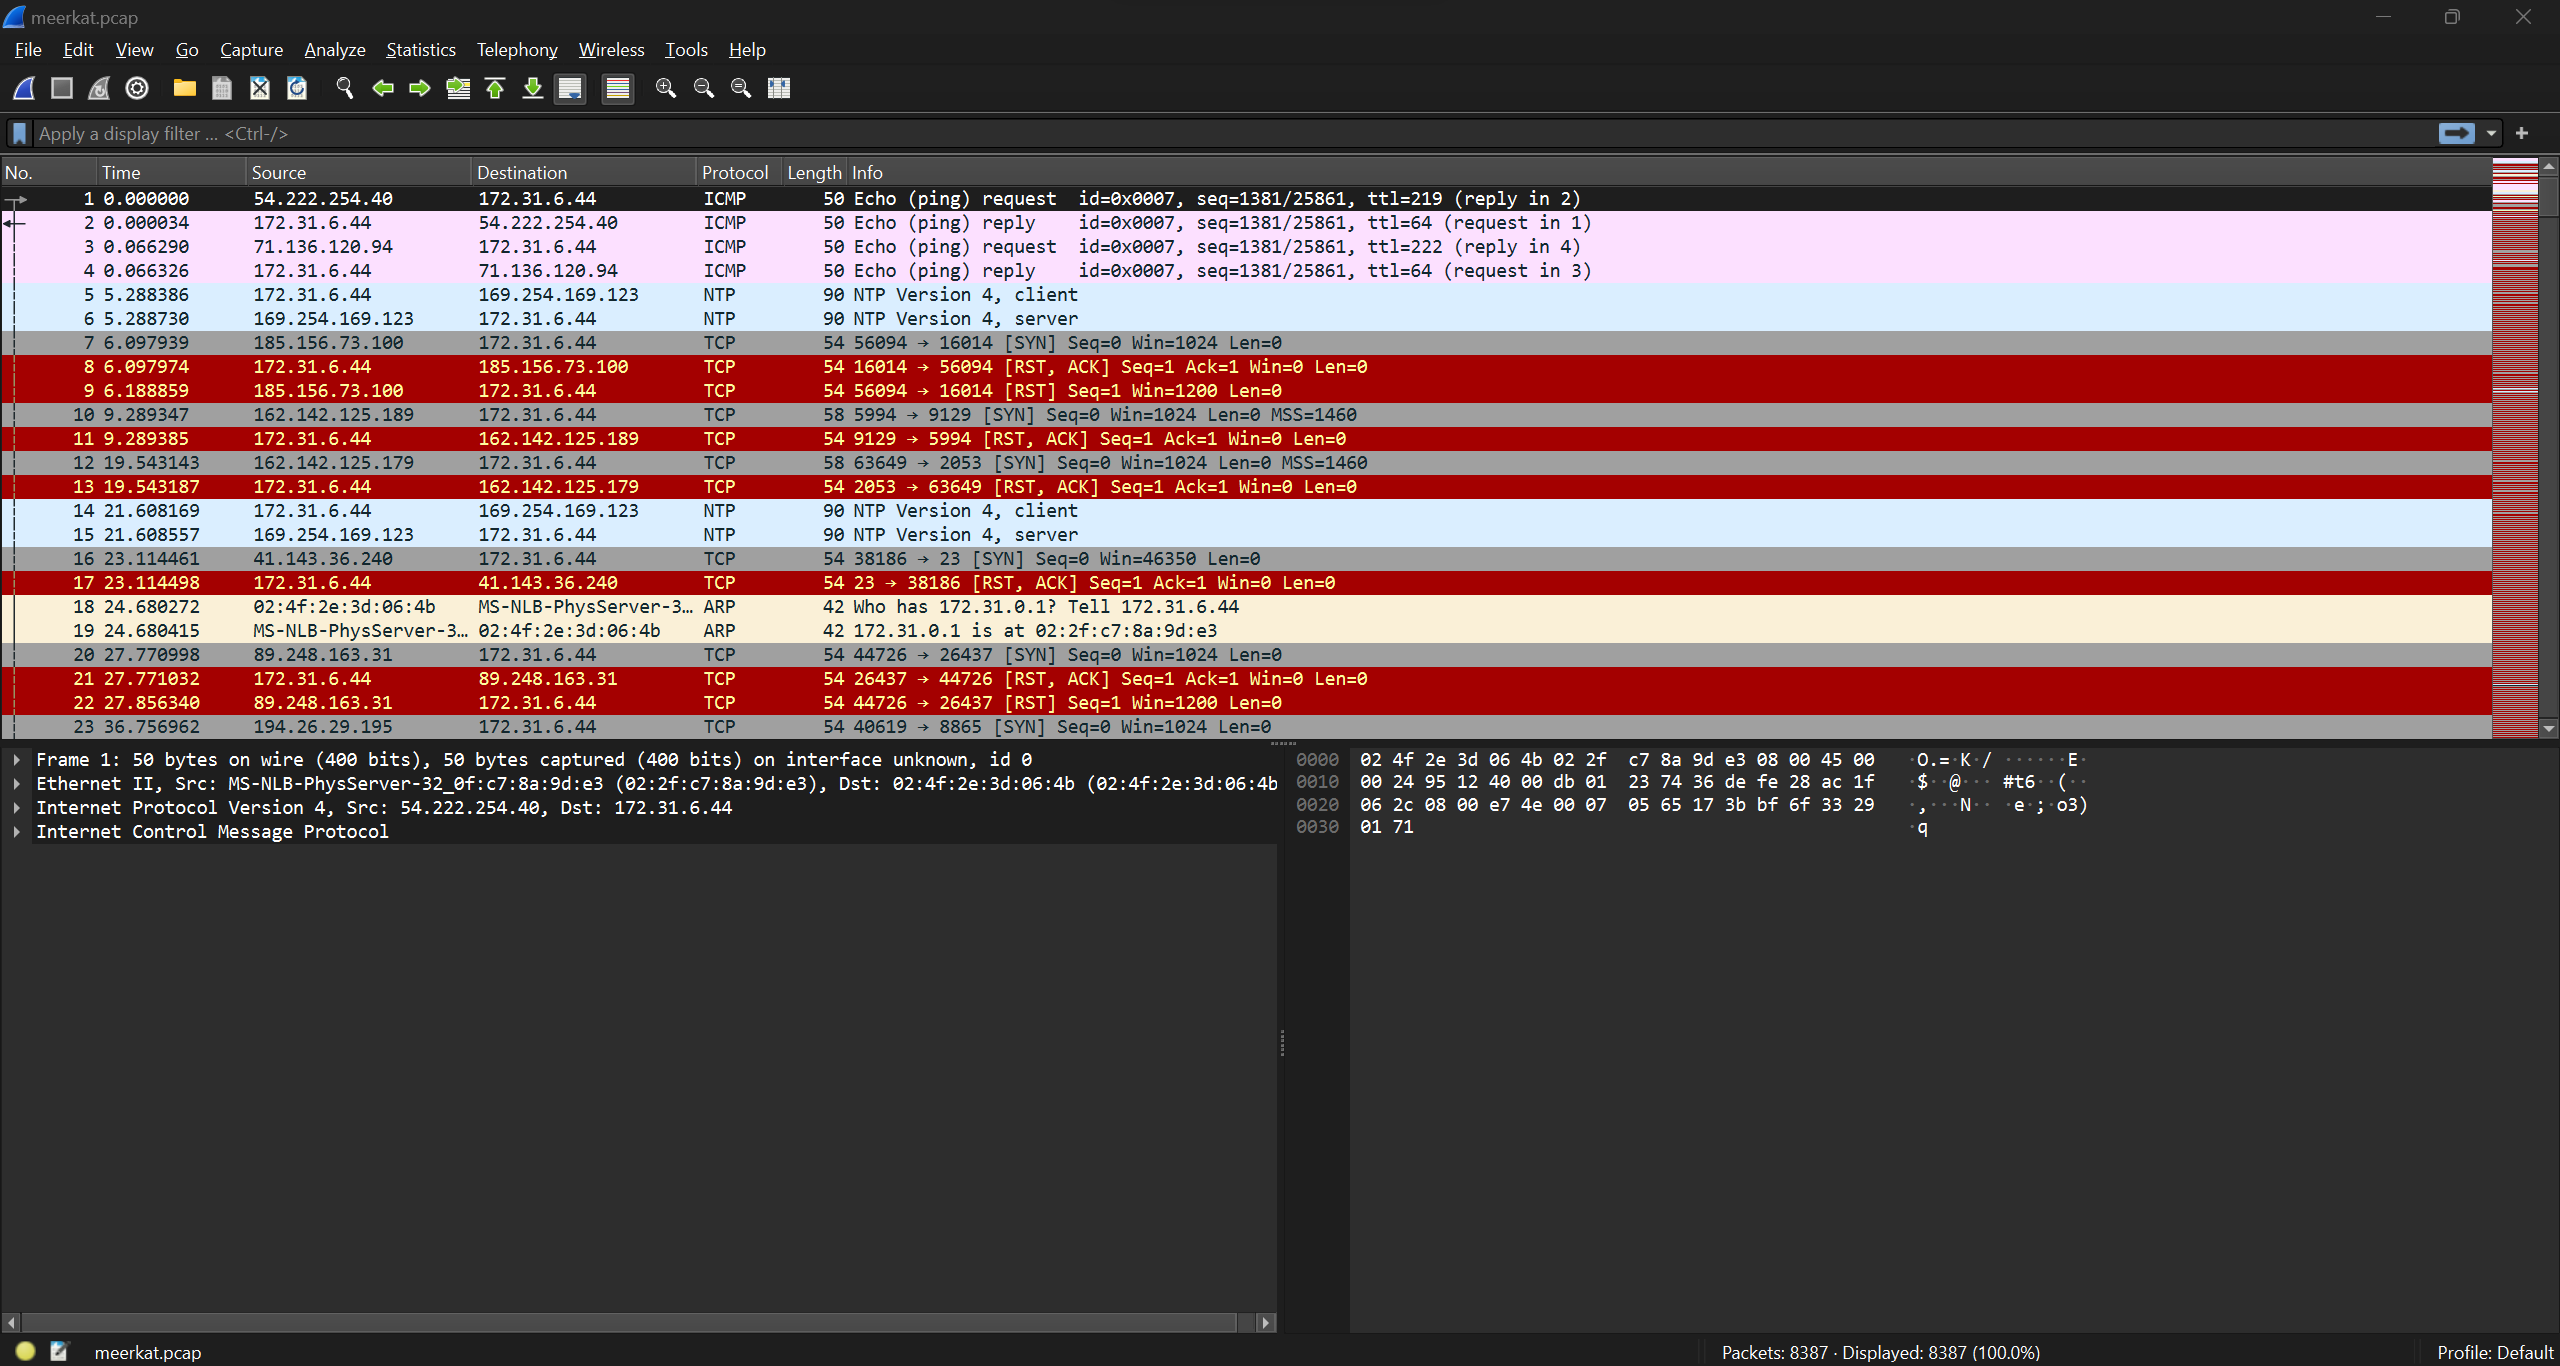 meerkat.pcap
File Edit View Go Capture Analyze Statistics Telephony Wireless Tools Help
Apply a display filter ... <Ctrl-/>
No. Time Source Destination Protocol Length Info
1 0.000000 54.222.254.40 172.31.6.44 ICMP 50 Echo (ping) request id=0x0007, seq=1381/25861, ttl=219 (reply in 2)
2 0.000034 172.31.6.44 54.222.254.40 ICMP 50 Echo (ping) reply id=0x0007, seq=1381/25861, ttl=64 (request in 1)
3 0.066290 71.136.120.94 172.31.6.44 ICMP 50 Echo (ping) request id=0x0007, seq=1381/25861, ttl=222 (reply in 4)
4 0.066326 172.31.6.44 71.136.120.94 ICMP 50 Echo (ping) reply id=0x0007, seq=1381/25861, ttl=64 (request in 3)
5 5.288386 172.31.6.44 169.254.169.123 NTP 90 NTP Version 4, client
6 5.288730 169.254.169.123 172.31.6.44 NTP 90 NTP Version 4, server
7 6.097939 185.156.73.100 172.31.6.44 TCP 54 56094 → 16014 [SYN] Seq=0 Win=1024 Len=0
8 6.097974 172.31.6.44 185.156.73.100 TCP 54 16014 → 56094 [RST, ACK] Seq=1 Ack=1 Win=0 Len=0
9 6.188859 185.156.73.100 172.31.6.44 TCP 54 56094 → 16014 [RST] Seq=1 Win=1200 Len=0
10 9.289347 162.142.125.189 172.31.6.44 TCP 58 5994 → 9129 [SYN] Seq=0 Win=1024 Len=0 MSS=1460
11 9.289385 172.31.6.44 162.142.125.189 TCP 54 9129 → 5994 [RST, ACK] Seq=1 Ack=1 Win=0 Len=0
12 19.543143 162.142.125.179 172.31.6.44 TCP 58 63649 → 2053 [SYN] Seq=0 Win=1024 Len=0 MSS=1460
13 19.543187 172.31.6.44 162.142.125.179 TCP 54 2053 → 63649 [RST, ACK] Seq=1 Ack=1 Win=0 Len=0
14 21.608169 172.31.6.44 169.254.169.123 NTP 90 NTP Version 4, client
15 21.608557 169.254.169.123 172.31.6.44 NTP 90 NTP Version 4, server
16 23.114461 41.143.36.240 172.31.6.44 TCP 54 38186 → 23 [SYN] Seq=0 Win=46350 Len=0
17 23.114498 172.31.6.44 41.143.36.240 TCP 54 23 → 38186 [RST, ACK] Seq=1 Ack=1 Win=0 Len=0
18 24.680272 02:4f:2e:3d:06:4b MS-NLB-PhysServer-3… ARP 42 Who has 172.31.0.1? Tell 172.31.6.44
19 24.680415 MS-NLB-PhysServer-3… 02:4f:2e:3d:06:4b ARP 42 172.31.0.1 is at 02:2f:c7:8a:9d:e3
20 27.770998 89.248.163.31 172.31.6.44 TCP 54 44726 → 26437 [SYN] Seq=0 Win=1024 Len=0
21 27.771032 172.31.6.44 89.248.163.31 TCP 54 26437 → 44726 [RST, ACK] Seq=1 Ack=1 Win=0 Len=0
22 27.856340 89.248.163.31 172.31.6.44 TCP 54 44726 → 26437 [RST] Seq=1 Win=1200 Len=0
23 36.756962 194.26.29.195 172.31.6.44 TCP 54 40619 → 8865 [SYN] Seq=0 Win=1024 Len=0
Frame 1: 50 bytes on wire (400 bits), 50 bytes captured (400 bits) on interface unknown, id 0
Ethernet II, Src: MS-NLB-PhysServer-32_0f:c7:8a:9d:e3 (02:2f:c7:8a:9d:e3), Dst: 02:4f:2e:3d:06:4b (02:4f:2e:3d:06:4b
Internet Protocol Version 4, Src: 54.222.254.40, Dst: 172.31.6.44
Internet Control Message Protocol
0000 02 4f 2e 3d 06 4b 02 2f c7 8a 9d e3 08 00 45 00 ·O.=·K·/ ······E·
0010 00 24 95 12 40 00 db 01 23 74 36 de fe 28 ac 1f ·$··@··· #t6··(··
0020 06 2c 08 00 e7 4e 00 07 05 65 17 3b bf 6f 33 29 ·,···N·· ·e·;·o3)
0030 01 71 ·q
meerkat.pcap
Packets: 8387 · Displayed: 8387 (100.0%)
Profile: Default